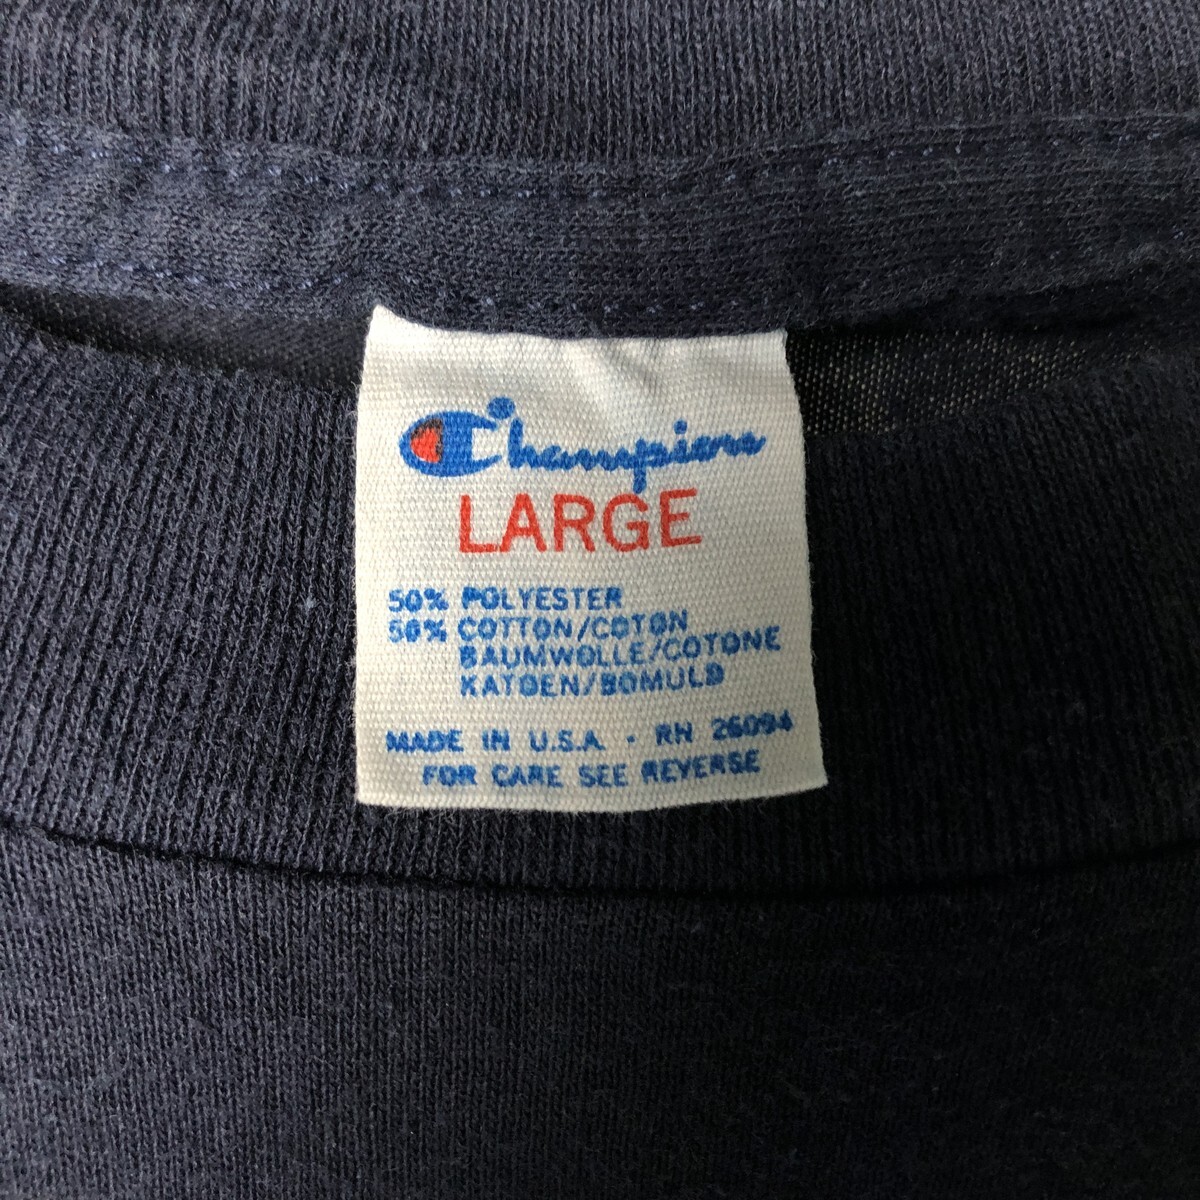 Champion
LARGE
50% POLYESTER
50% COTTON/COTON
BAUMWOLLE/COTONE
KATOEN/BOMULD
MADE IN U.S.A. · RN 26094
FOR CARE SEE REVERSE